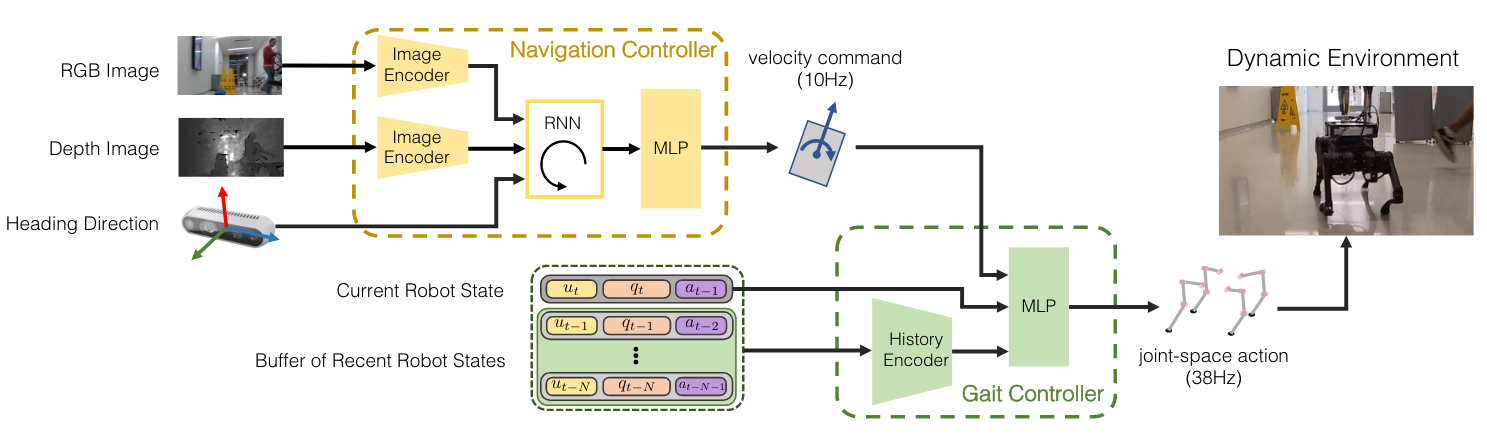 RGB Image
Depth Image
Heading Direction
Navigation Controller
Image
Encoder
Image
Encoder
RNN
MLP
velocity command
(10Hz)
Dynamic Environment
Current Robot State
u_t q_t a_{t−1}
u_{t−1} q_{t−1} a_{t−2}
Buffer of Recent Robot States
u_{t−N} q_{t−N} a_{t−N−1}
History
Encoder
MLP
Gait Controller
joint-space action
(38Hz)